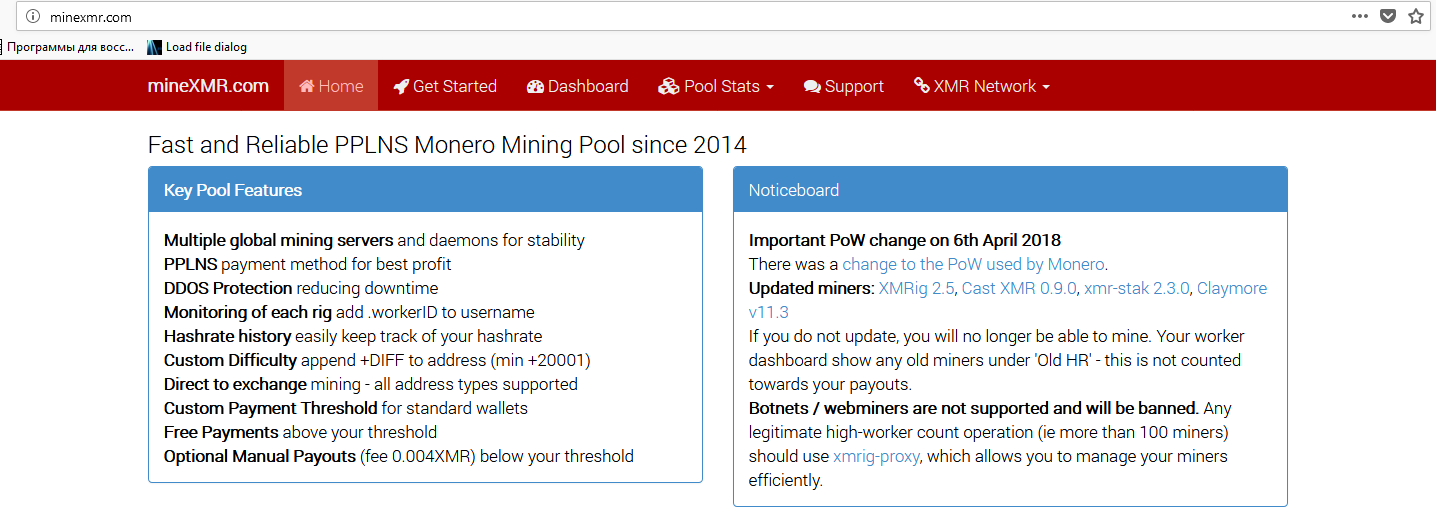 minexmr.com
Программы для восс... Load file dialog
mineXMR.com Home Get Started Dashboard Pool Stats Support XMR Network
Fast and Reliable PPLNS Monero Mining Pool since 2014
Key Pool Features
Multiple global mining servers and daemons for stability
PPLNS payment method for best profit
DDOS Protection reducing downtime
Monitoring of each rig add .workerID to username
Hashrate history easily keep track of your hashrate
Custom Difficulty append +DIFF to address (min +20001)
Direct to exchange mining - all address types supported
Custom Payment Threshold for standard wallets
Free Payments above your threshold
Optional Manual Payouts (fee 0.004XMR) below your threshold
Noticeboard
Important PoW change on 6th April 2018
There was a change to the PoW used by Monero.
Updated miners: XMRig 2.5, Cast XMR 0.9.0, xmr-stak 2.3.0, Claymore
v11.3
If you do not update, you will no longer be able to mine. Your worker
dashboard show any old miners under 'Old HR' - this is not counted
towards your payouts.
Botnets / webminers are not supported and will be banned. Any
legitimate high-worker count operation (ie more than 100 miners)
should use xmrig-proxy, which allows you to manage your miners
efficiently.